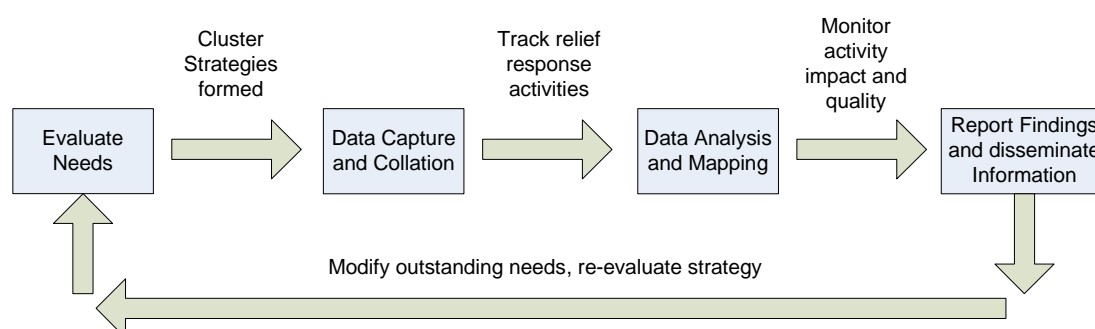 Cluster
Strategies
formed
Track relief
response
activities
Monitor
activity
impact and
quality
Evaluate
Needs
Data Capture
and Collation
Data Analysis
and Mapping
Report Findings
and disseminate
Information
Modify outstanding needs, re-evaluate strategy